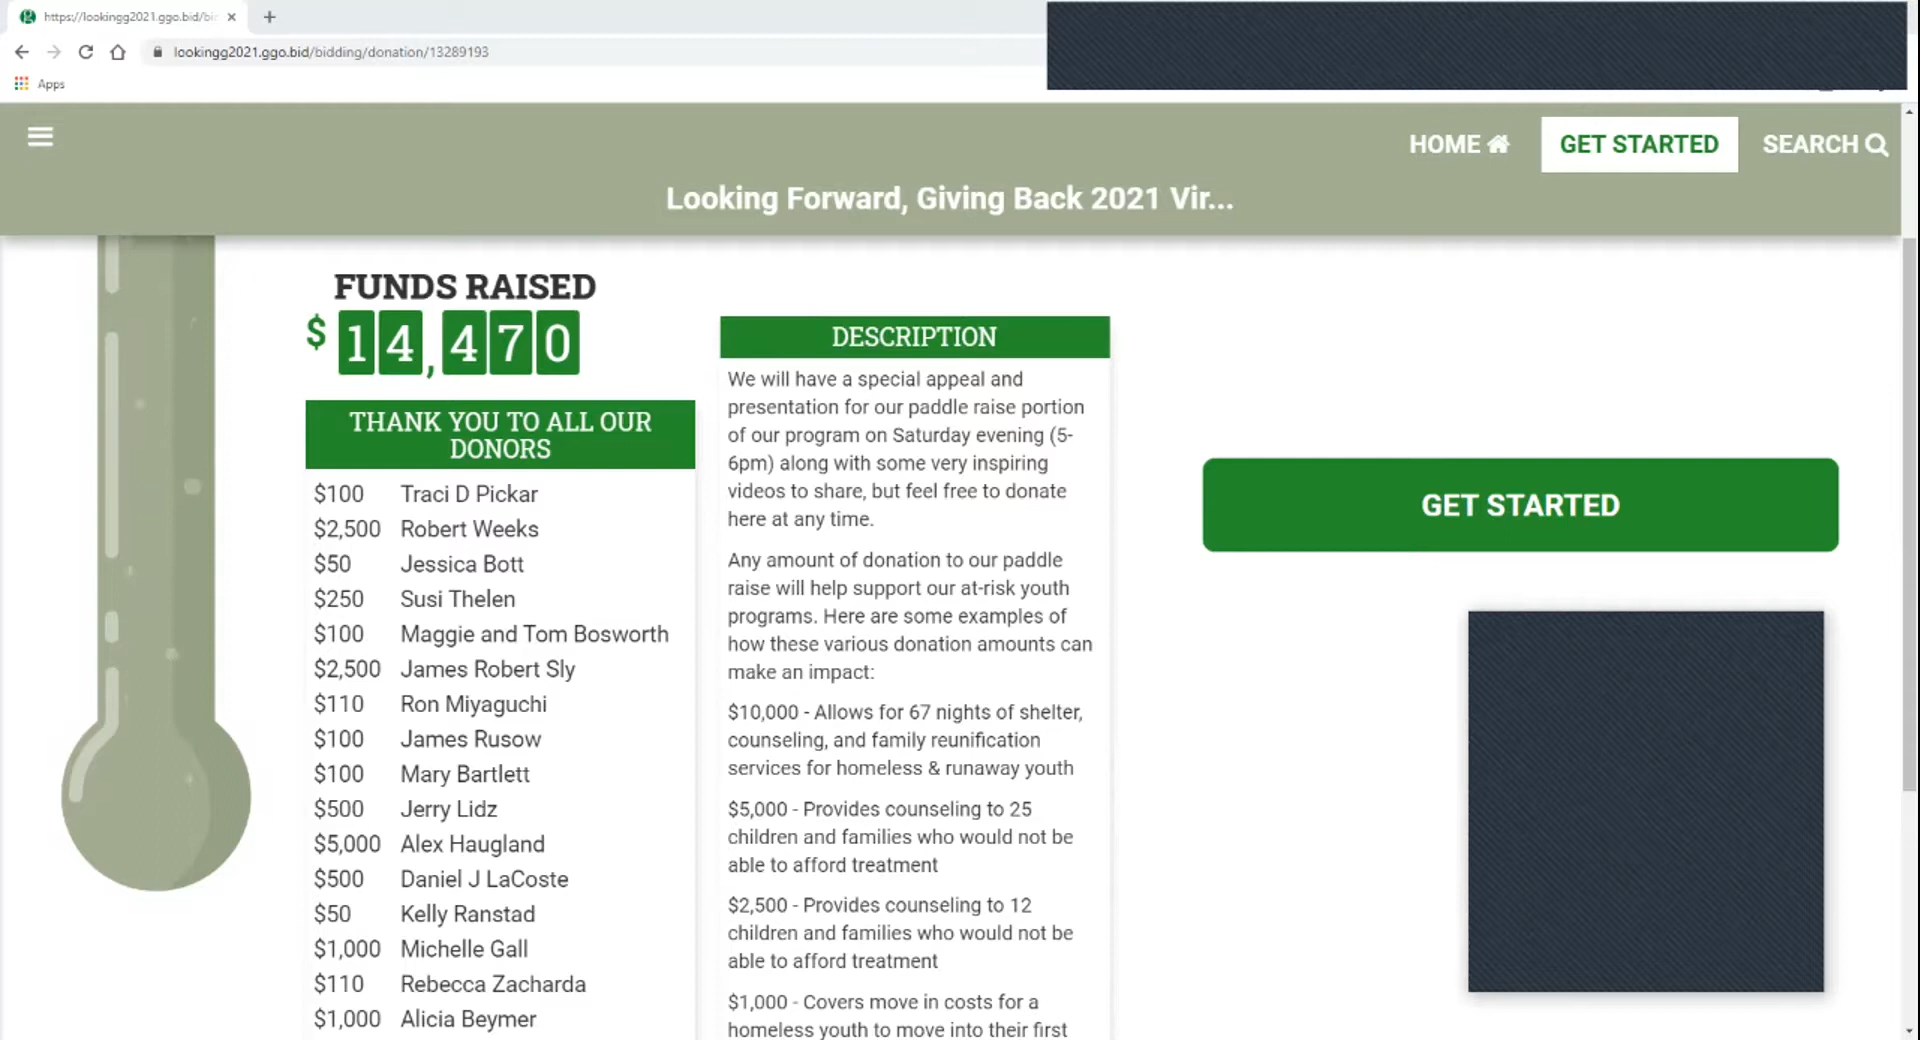 https://lookingg2021.ggo.bid/bi
lookingg2021.ggo.bid/bidding/donation/13289193
Apps
HOME
GET STARTED
SEARCH
Looking Forward, Giving Back 2021 Vir...
FUNDS RAISED
$14,470
THANK YOU TO ALL OUR
DONORS
$100 Traci D Pickar
$2,500 Robert Weeks
$50 Jessica Bott
$250 Susi Thelen
$100 Maggie and Tom Bosworth
$2,500 James Robert Sly
$110 Ron Miyaguchi
$100 James Rusow
$100 Mary Bartlett
$500 Jerry Lidz
$5,000 Alex Haugland
$500 Daniel J LaCoste
$50 Kelly Ranstad
$1,000 Michelle Gall
$110 Rebecca Zacharda
$1,000 Alicia Beymer
DESCRIPTION
We will have a special appeal and
presentation for our paddle raise portion
of our program on Saturday evening (5-
6pm) along with some very inspiring
videos to share, but feel free to donate
here at any time.
Any amount of donation to our paddle
raise will help support our at-risk youth
programs. Here are some examples of
how these various donation amounts can
make an impact:
$10,000 - Allows for 67 nights of shelter,
counseling, and family reunification
services for homeless & runaway youth
$5,000 - Provides counseling to 25
children and families who would not be
able to afford treatment
$2,500 - Provides counseling to 12
children and families who would not be
able to afford treatment
$1,000 - Covers move in costs for a
homeless youth to move into their first
GET STARTED